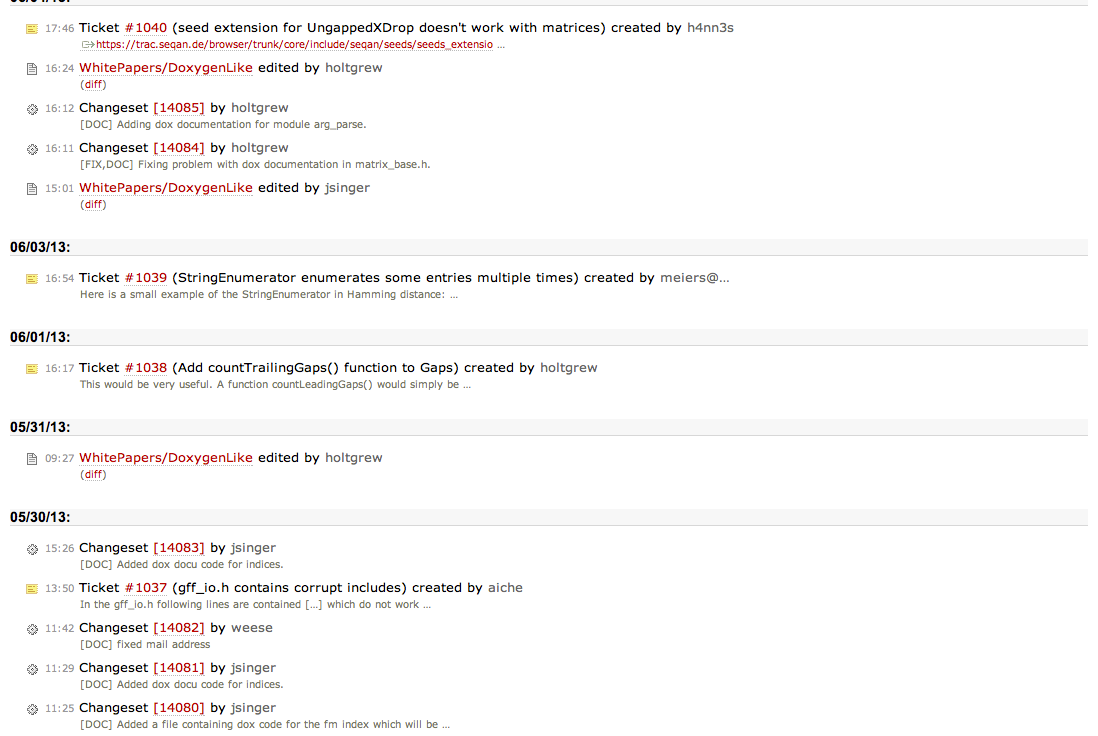 17:46 Ticket #1040 (seed extension for UngappedXDrop doesn't work with matrices) created by h4nn3s
https://trac.seqan.de/browser/trunk/core/include/seqan/seeds/seeds_extensio ...
16:24 WhitePapers/DoxygenLike edited by holtgrew
(diff)
16:12 Changeset [14085] by holtgrew
[DOC] Adding dox documentation for module arg_parse.
16:11 Changeset [14084] by holtgrew
[FIX,DOC] Fixing problem with dox documentation in matrix_base.h.
15:01 WhitePapers/DoxygenLike edited by jsinger
(diff)
06/03/13:
16:54 Ticket #1039 (StringEnumerator enumerates some entries multiple times) created by meiers@...
Here is a small example of the StringEnumerator in Hamming distance: ...
06/01/13:
16:17 Ticket #1038 (Add countTrailingGaps() function to Gaps) created by holtgrew
This would be very useful. A function countLeadingGaps() would simply be ...
05/31/13:
09:27 WhitePapers/DoxygenLike edited by holtgrew
(diff)
05/30/13:
15:26 Changeset [14083] by jsinger
[DOC] Added dox docu code for indices.
13:50 Ticket #1037 (gff_io.h contains corrupt includes) created by aiche
In the gff_io.h following lines are contained [...] which do not work ...
11:42 Changeset [14082] by weese
[DOC] fixed mail address
11:29 Changeset [14081] by jsinger
[DOC] Added dox docu code for indices.
11:25 Changeset [14080] by jsinger
[DOC] Added a file containing dox code for the fm index which will be ...